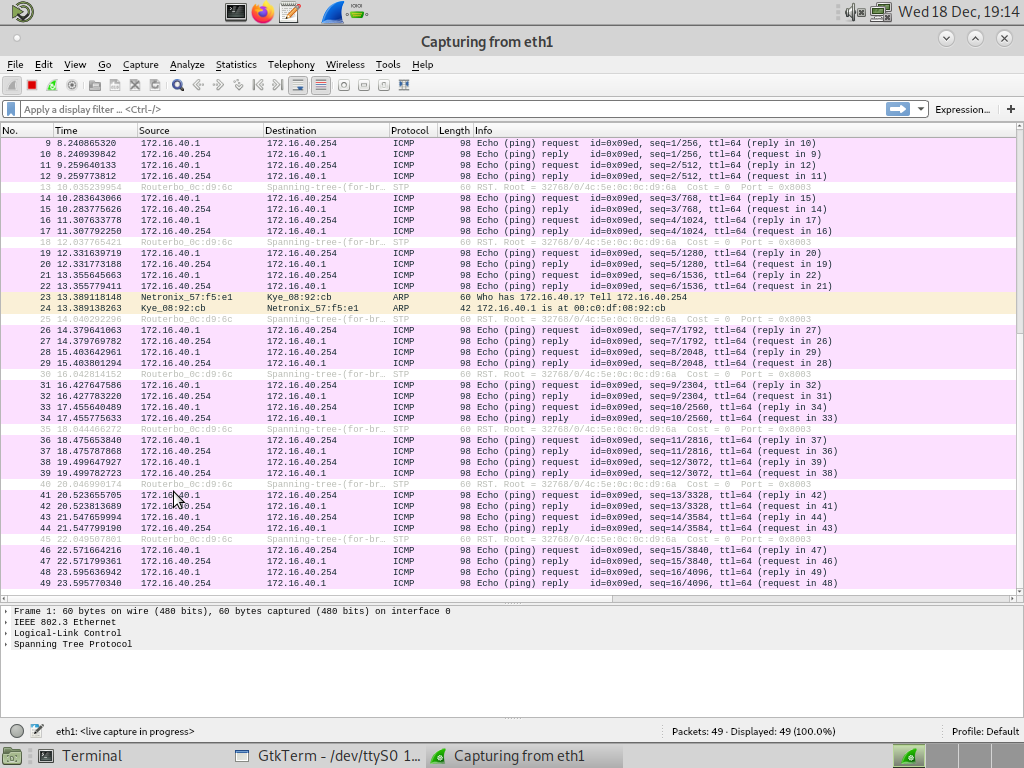 Wed 18 Dec, 19:14
Capturing from eth1
File Edit View Go Capture Analyze Statistics Telephony Wireless Tools Help
Apply a display filter ... <Ctrl-/> Expression... +
No. Time Source Destination Protocol Length Info
9 8.240865320 172.16.40.1 172.16.40.254 ICMP 98 Echo (ping) request id=0x09ed, seq=1/256, ttl=64 (reply in 10)
10 8.240939842 172.16.40.254 172.16.40.1 ICMP 98 Echo (ping) reply id=0x09ed, seq=1/256, ttl=64 (request in 9)
11 9.259640133 172.16.40.1 172.16.40.254 ICMP 98 Echo (ping) request id=0x09ed, seq=2/512, ttl=64 (reply in 12)
12 9.259773812 172.16.40.254 172.16.40.1 ICMP 98 Echo (ping) reply id=0x09ed, seq=2/512, ttl=64 (request in 11)
13 10.035239954 Routerbo_0c:d9:6c Spanning-tree-(for-br… STP 60 RST. Root = 32768/0/4c:5e:0c:0c:d9:6a Cost = 0 Port = 0x8003
14 10.283643066 172.16.40.1 172.16.40.254 ICMP 98 Echo (ping) request id=0x09ed, seq=3/768, ttl=64 (reply in 15)
15 10.283775626 172.16.40.254 172.16.40.1 ICMP 98 Echo (ping) reply id=0x09ed, seq=3/768, ttl=64 (request in 14)
16 11.307633778 172.16.40.1 172.16.40.254 ICMP 98 Echo (ping) request id=0x09ed, seq=4/1024, ttl=64 (reply in 17)
17 11.307792250 172.16.40.254 172.16.40.1 ICMP 98 Echo (ping) reply id=0x09ed, seq=4/1024, ttl=64 (request in 16)
18 12.037765421 Routerbo_0c:d9:6c Spanning-tree-(for-br… STP 60 RST. Root = 32768/0/4c:5e:0c:0c:d9:6a Cost = 0 Port = 0x8003
19 12.331639719 172.16.40.1 172.16.40.254 ICMP 98 Echo (ping) request id=0x09ed, seq=5/1280, ttl=64 (reply in 20)
20 12.331773188 172.16.40.254 172.16.40.1 ICMP 98 Echo (ping) reply id=0x09ed, seq=5/1280, ttl=64 (request in 19)
21 13.355645663 172.16.40.1 172.16.40.254 ICMP 98 Echo (ping) request id=0x09ed, seq=6/1536, ttl=64 (reply in 22)
22 13.355779411 172.16.40.254 172.16.40.1 ICMP 98 Echo (ping) reply id=0x09ed, seq=6/1536, ttl=64 (request in 21)
23 13.389118148 Netronix_57:f5:e1 Kye_08:92:cb ARP 60 Who has 172.16.40.1? Tell 172.16.40.254
24 13.389138263 Kye_08:92:cb Netronix_57:f5:e1 ARP 42 172.16.40.1 is at 00:c0:df:08:92:cb
25 14.040292296 Routerbo_0c:d9:6c Spanning-tree-(for-br… STP 60 RST. Root = 32768/0/4c:5e:0c:0c:d9:6a Cost = 0 Port = 0x8003
26 14.379641063 172.16.40.1 172.16.40.254 ICMP 98 Echo (ping) request id=0x09ed, seq=7/1792, ttl=64 (reply in 27)
27 14.379769782 172.16.40.254 172.16.40.1 ICMP 98 Echo (ping) reply id=0x09ed, seq=7/1792, ttl=64 (request in 26)
28 15.403642961 172.16.40.1 172.16.40.254 ICMP 98 Echo (ping) request id=0x09ed, seq=8/2048, ttl=64 (reply in 29)
29 15.403801294 172.16.40.254 172.16.40.1 ICMP 98 Echo (ping) reply id=0x09ed, seq=8/2048, ttl=64 (request in 28)
30 16.042814152 Routerbo_0c:d9:6c Spanning-tree-(for-br… STP 60 RST. Root = 32768/0/4c:5e:0c:0c:d9:6a Cost = 0 Port = 0x8003
31 16.427647586 172.16.40.1 172.16.40.254 ICMP 98 Echo (ping) request id=0x09ed, seq=9/2304, ttl=64 (reply in 32)
32 16.427783220 172.16.40.254 172.16.40.1 ICMP 98 Echo (ping) reply id=0x09ed, seq=9/2304, ttl=64 (request in 31)
33 17.455640489 172.16.40.1 172.16.40.254 ICMP 98 Echo (ping) request id=0x09ed, seq=10/2560, ttl=64 (reply in 34)
34 17.455775633 172.16.40.254 172.16.40.1 ICMP 98 Echo (ping) reply id=0x09ed, seq=10/2560, ttl=64 (request in 33)
35 18.044466272 Routerbo_0c:d9:6c Spanning-tree-(for-br… STP 60 RST. Root = 32768/0/4c:5e:0c:0c:d9:6a Cost = 0 Port = 0x8003
36 18.475653840 172.16.40.1 172.16.40.254 ICMP 98 Echo (ping) request id=0x09ed, seq=11/2816, ttl=64 (reply in 37)
37 18.475787868 172.16.40.254 172.16.40.1 ICMP 98 Echo (ping) reply id=0x09ed, seq=11/2816, ttl=64 (request in 36)
38 19.499647927 172.16.40.1 172.16.40.254 ICMP 98 Echo (ping) request id=0x09ed, seq=12/3072, ttl=64 (reply in 39)
39 19.499782723 172.16.40.254 172.16.40.1 ICMP 98 Echo (ping) reply id=0x09ed, seq=12/3072, ttl=64 (request in 38)
40 20.046990174 Routerbo_0c:d9:6c Spanning-tree-(for-br… STP 60 RST. Root = 32768/0/4c:5e:0c:0c:d9:6a Cost = 0 Port = 0x8003
41 20.523655705 172.16.40.1 172.16.40.254 ICMP 98 Echo (ping) request id=0x09ed, seq=13/3328, ttl=64 (reply in 42)
42 20.523813689 172.16.40.254 172.16.40.1 ICMP 98 Echo (ping) reply id=0x09ed, seq=13/3328, ttl=64 (request in 41)
43 21.547659994 172.16.40.1 172.16.40.254 ICMP 98 Echo (ping) request id=0x09ed, seq=14/3584, ttl=64 (reply in 44)
44 21.547799190 172.16.40.254 172.16.40.1 ICMP 98 Echo (ping) reply id=0x09ed, seq=14/3584, ttl=64 (request in 43)
45 22.049507801 Routerbo_0c:d9:6c Spanning-tree-(for-br… STP 60 RST. Root = 32768/0/4c:5e:0c:0c:d9:6a Cost = 0 Port = 0x8003
46 22.571664216 172.16.40.1 172.16.40.254 ICMP 98 Echo (ping) request id=0x09ed, seq=15/3840, ttl=64 (reply in 47)
47 22.571799361 172.16.40.254 172.16.40.1 ICMP 98 Echo (ping) reply id=0x09ed, seq=15/3840, ttl=64 (request in 46)
48 23.595636942 172.16.40.1 172.16.40.254 ICMP 98 Echo (ping) request id=0x09ed, seq=16/4096, ttl=64 (reply in 49)
49 23.595770340 172.16.40.254 172.16.40.1 ICMP 98 Echo (ping) reply id=0x09ed, seq=16/4096, ttl=64 (request in 48)
Frame 1: 60 bytes on wire (480 bits), 60 bytes captured (480 bits) on interface 0
IEEE 802.3 Ethernet
Logical-Link Control
Spanning Tree Protocol
eth1: <live capture in progress> Packets: 49 · Displayed: 49 (100.0%) Profile: Default
Terminal GtkTerm - /dev/ttyS0 1... Capturing from eth1